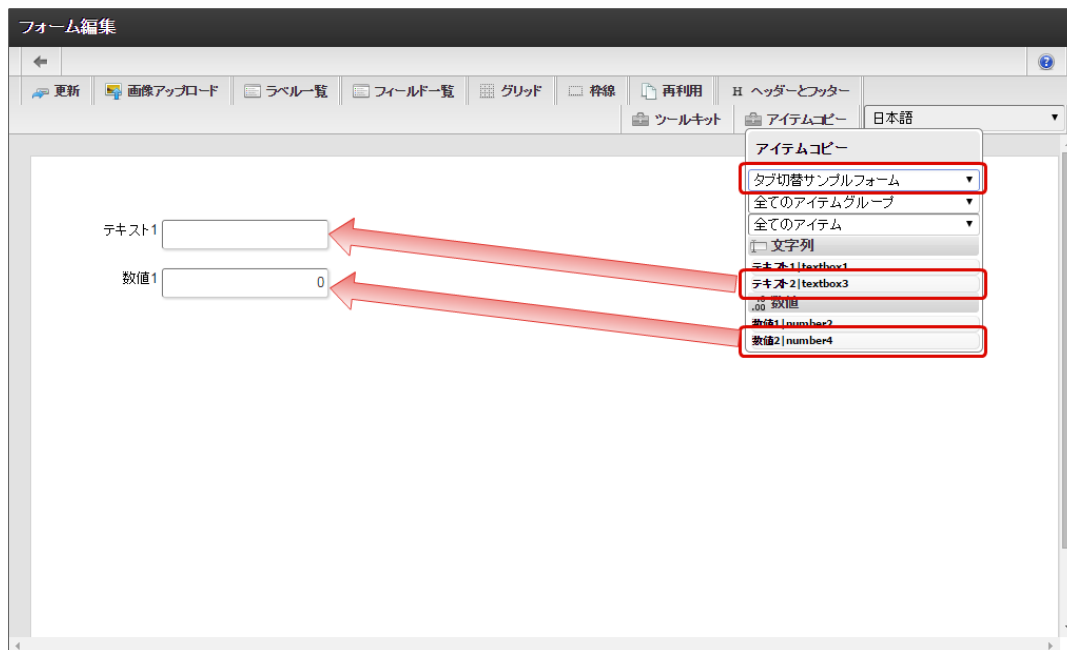 フォーム編集
更新 画像アップロード ラベル一覧 フィールド一覧 グリッド 枠線 再利用 H ヘッダーとフッター
ツールキット アイテムコピー 日本語
アイテムコピー
タブ切替サンプルフォーム
全てのアイテムグループ
全てのアイテム
文字列
テキスト1|textbox1
テキスト2|textbox3
.00 数値
数値1|number2
数値2|number4
テキスト1
数値1 0